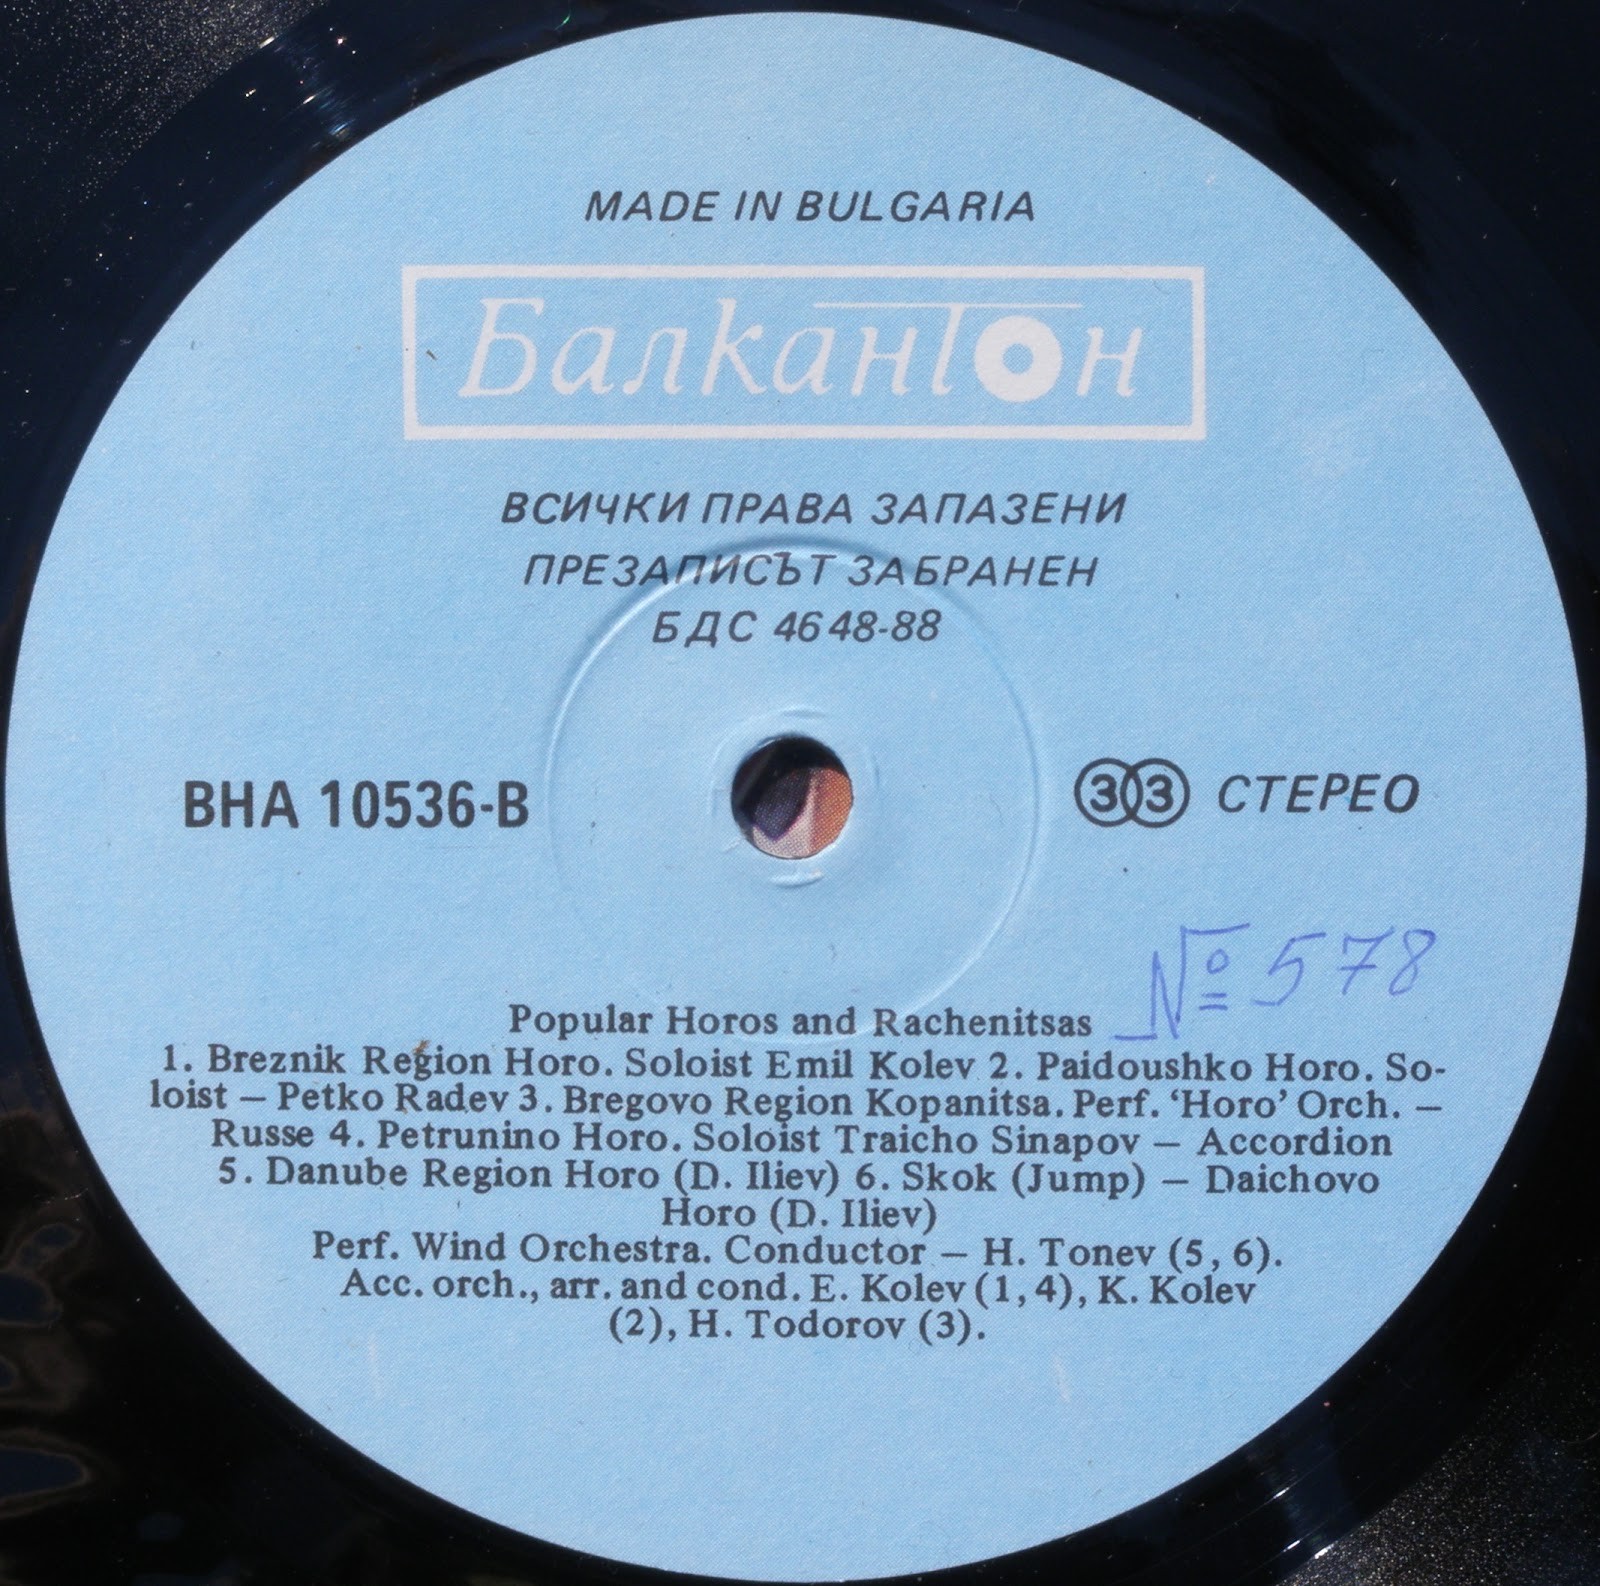 MADE IN BULGARIA
Балкантон
ВСИЧКИ ПРАВА ЗАПАЗЕНИ
ПРЕЗАПИСЪТ ЗАБРАНЕН
БДС 4648-88
ВНА 10536-В
33 СТЕРЕО
№ 578
Popular Horos and Rachenitsas
1. Breznik Region Horo. Soloist Emil Kolev 2. Paidoushko Horo. So-
loist – Petko Radev 3. Bregovo Region Kopanitsa. Perf. ‘Horo’ Orch. –
Russe 4. Petrunino Horo. Soloist Traicho Sinapov – Accordion
5. Danube Region Horo (D. Iliev) 6. Skok (Jump) – Daichovo
Horo (D. Iliev)
Perf. Wind Orchestra. Conductor – H. Tonev (5, 6).
Acc. orch., arr. and cond. E. Kolev (1, 4), K. Kolev
(2), H. Todorov (3).